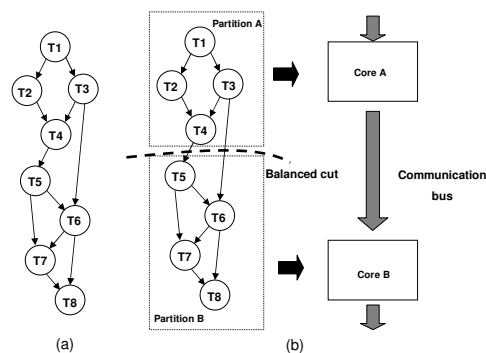 T1
T2
T3
T4
T5
T6
T7
T8
(a)
Partition A
T1
T2
T3
T4
Balanced cut
T5
T6
T7
T8
Partition B
(b)
Core A
Communication
bus
Core B